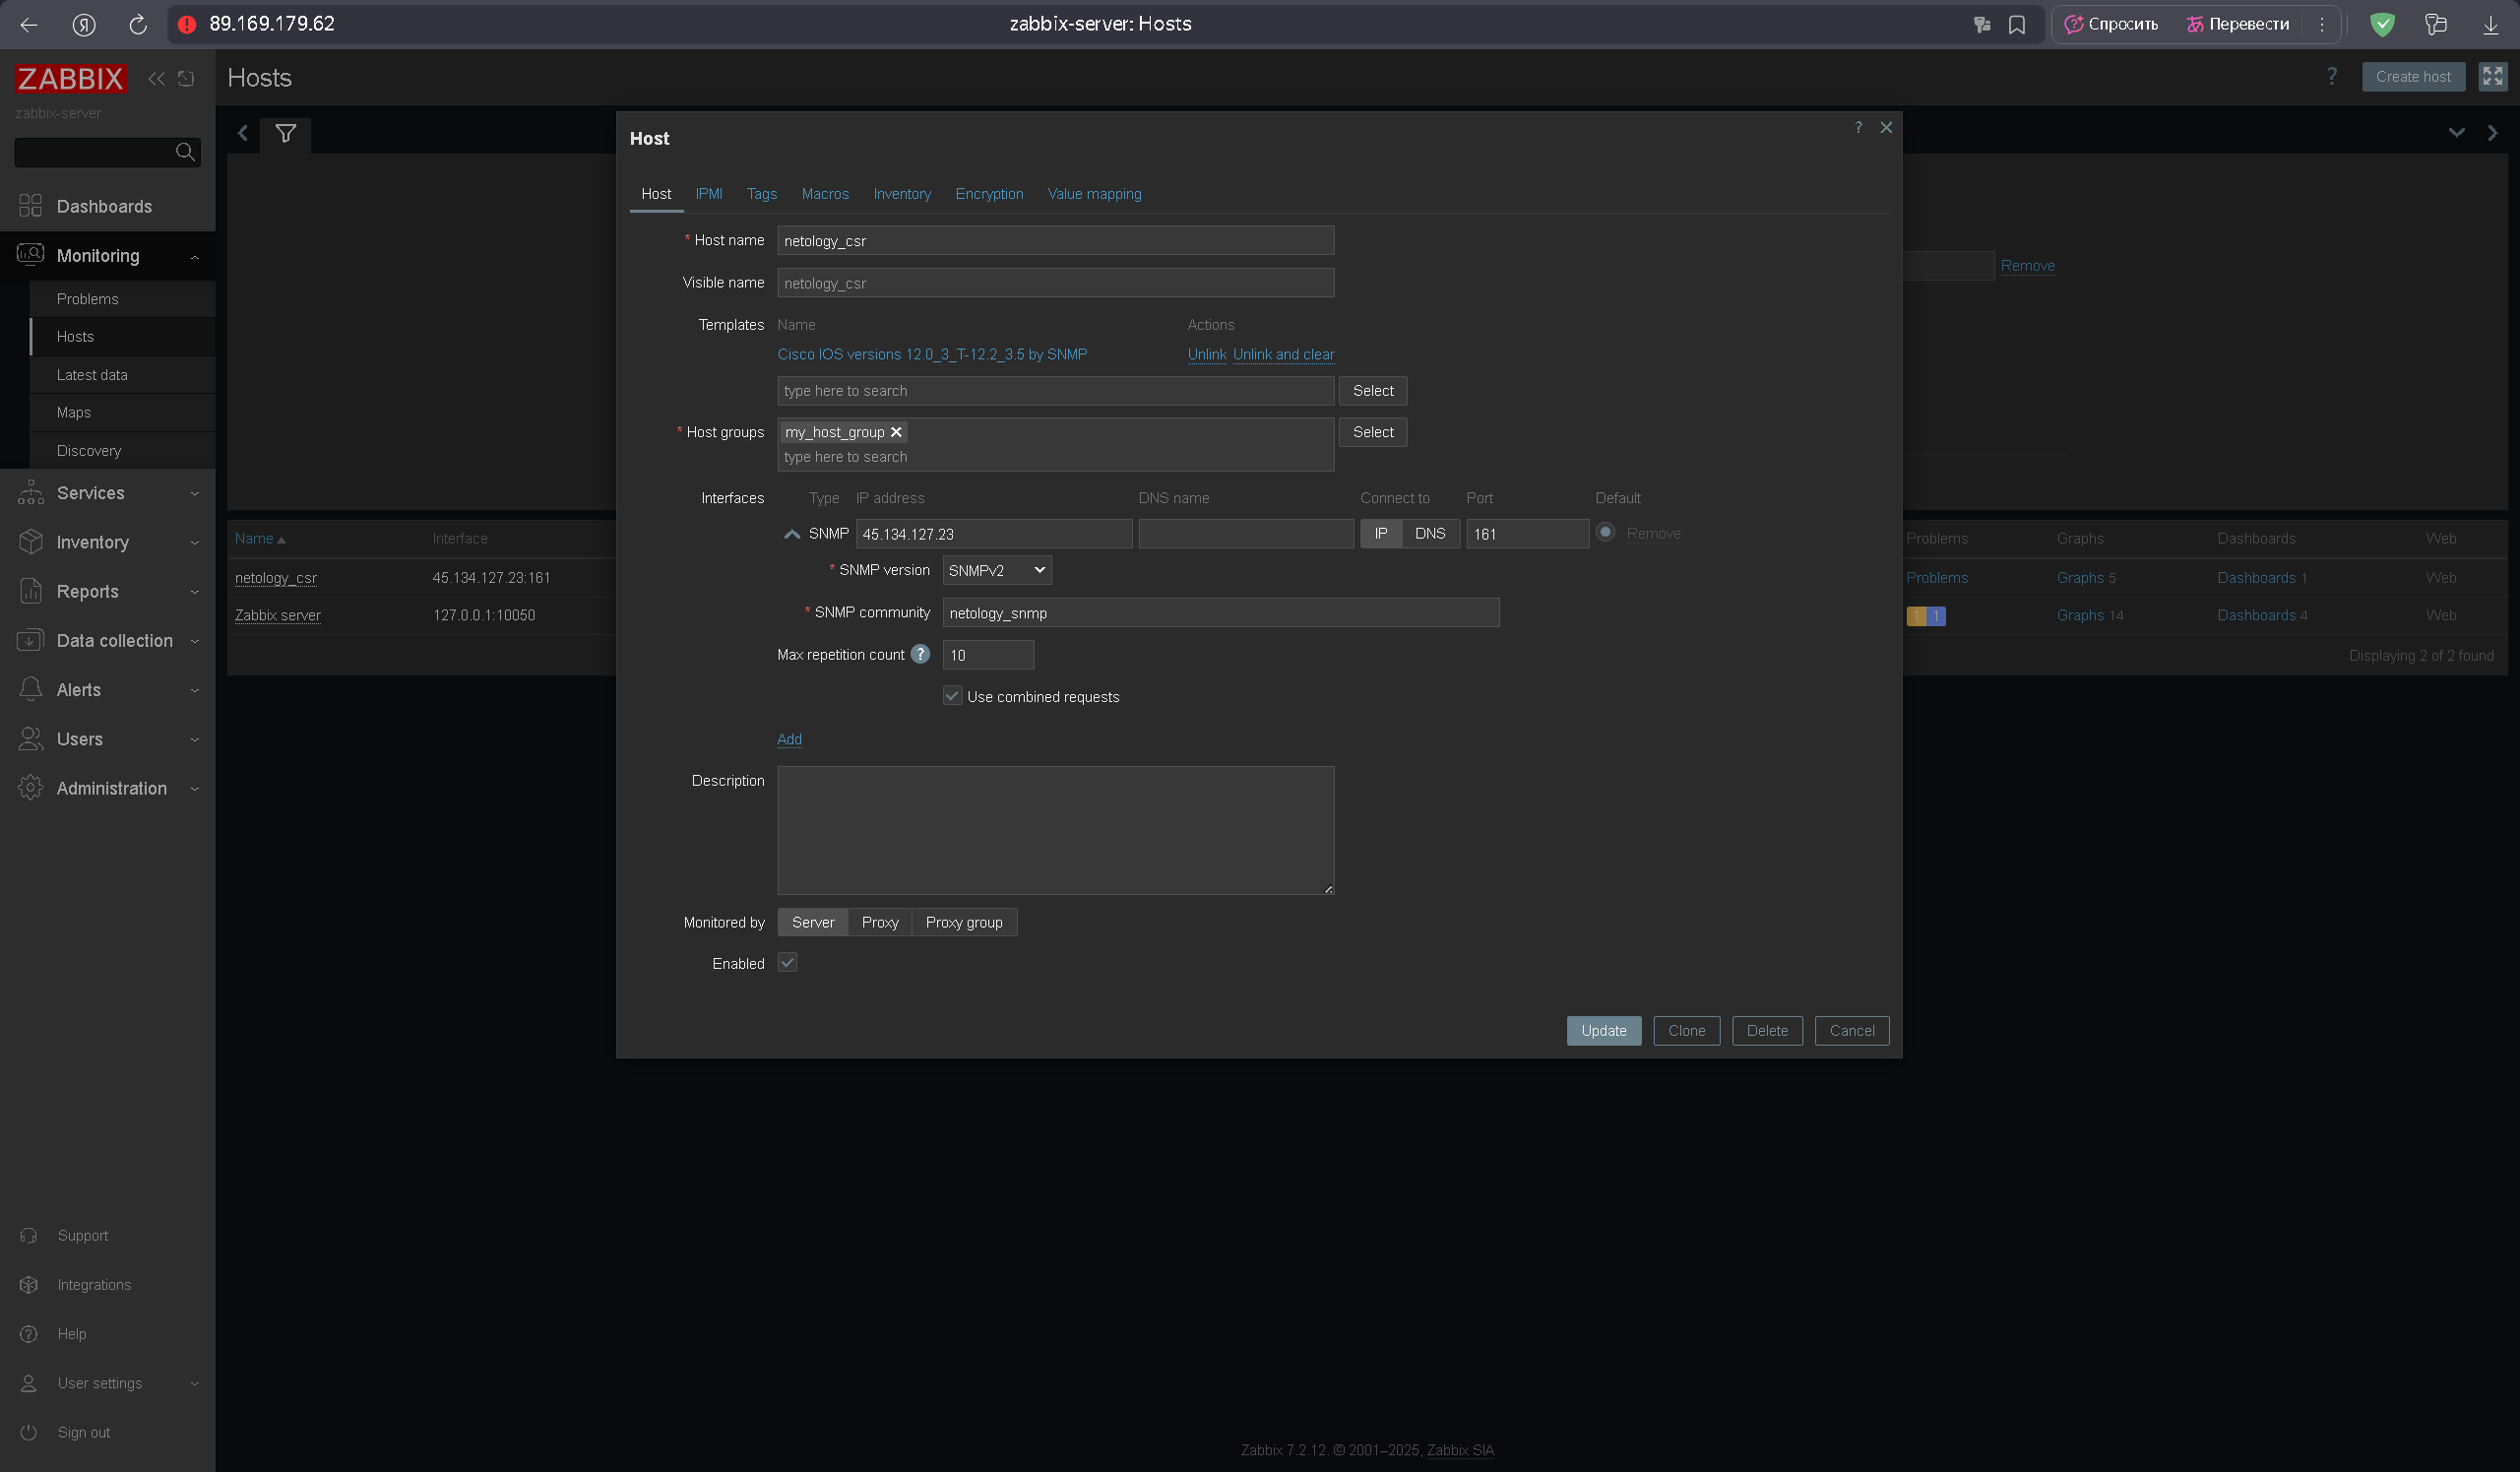 89.169.179.62
zabbix-server: Hosts
Спросить
Перевести
ZABBIX
zabbix-server
Dashboards
Monitoring
Problems
Hosts
Latest data
Maps
Discovery
Services
Inventory
Reports
Data collection
Alerts
Users
Administration
Support
Integrations
Help
User settings
Sign out
Hosts
? Create host
Remove
Name Interface
Problems Graphs Dashboards Web
netology_csr 45.134.127.23:161
Problems Graphs 5 Dashboards 1 Web
Zabbix server 127.0.0.1:10050
1 1 Graphs 14 Dashboards 4 Web
Displaying 2 of 2 found
Host ?
Host IPMI Tags Macros Inventory Encryption Value mapping
* Host name netology_csr
Visible name netology_csr
Templates Name Actions
Cisco IOS versions 12.0_3_T-12.2_3.5 by SNMP Unlink Unlink and clear
type here to search Select
* Host groups my_host_group Select
type here to search
Interfaces Type IP address DNS name Connect to Port Default
SNMP 45.134.127.23 IP DNS 161 Remove
* SNMP version SNMPv2
* SNMP community netology_snmp
Max repetition count ? 10
Use combined requests
Add
Description
Monitored by Server Proxy Proxy group
Enabled
Update Clone Delete Cancel
Zabbix 7.2.12. © 2001–2025, Zabbix SIA